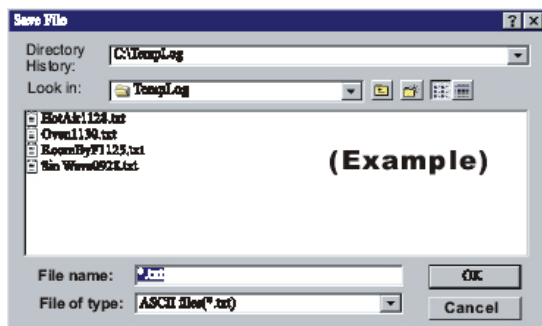 Save File
Directory
History:
C:\TempLog
Look in:
TempLog
HotAir1128.txt
Oven1130.txt
RoomByF1125.txt
Sin Wave0928.txt
(Example)
File name:
*.txt
OK
File of type:
ASCII files(*.txt)
Cancel